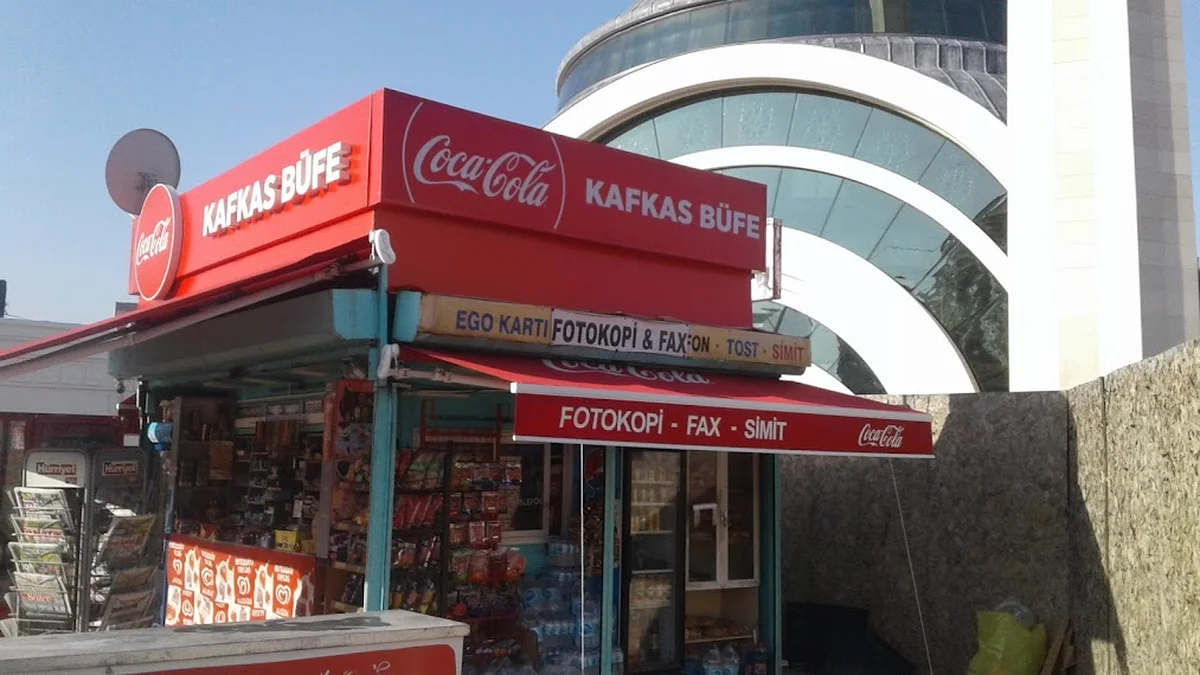 Coca-Cola
KAFKAS BÜFE
Coca-Cola
KAFKAS BÜFE
EGO KARTI FOTOKOPİ & FAX FON · TOST · SİMİT
Coca-Cola
FOTOKOPİ - FAX - SİMİT
Coca-Cola
Hürriyet
Hürriyet